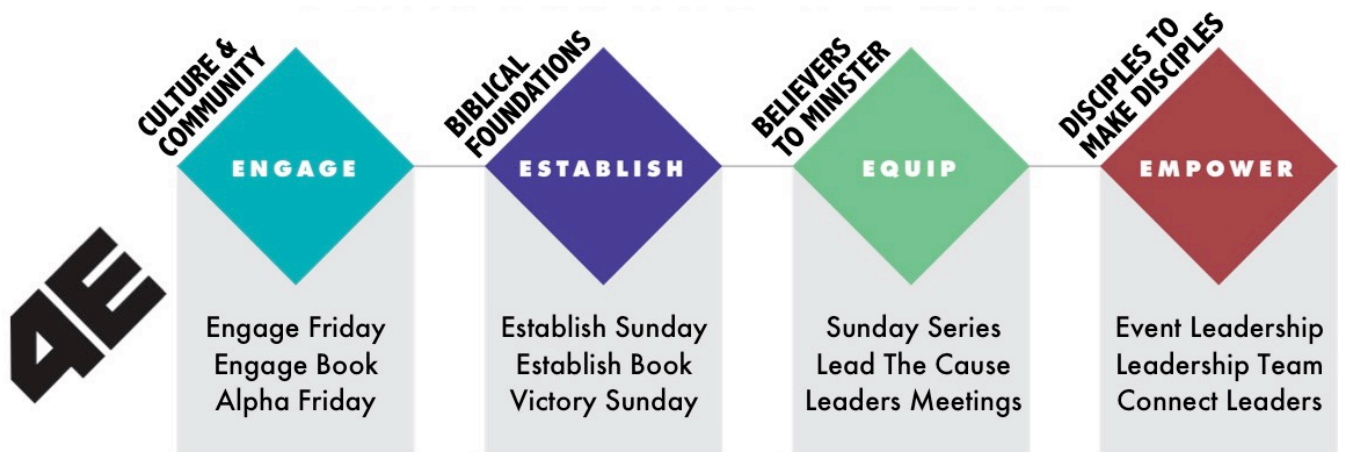 CULTURE &
COMMUNITY
ENGAGE
Engage Friday
Engage Book
Alpha Friday
BIBLICAL
FOUNDATIONS
ESTABLISH
Establish Sunday
Establish Book
Victory Sunday
BELIEVERS
TO MINISTER
EQUIP
Sunday Series
Lead The Cause
Leaders Meetings
DISCIPLES TO
MAKE DISCIPLES
EMPOWER
Event Leadership
Leadership Team
Connect Leaders
4E